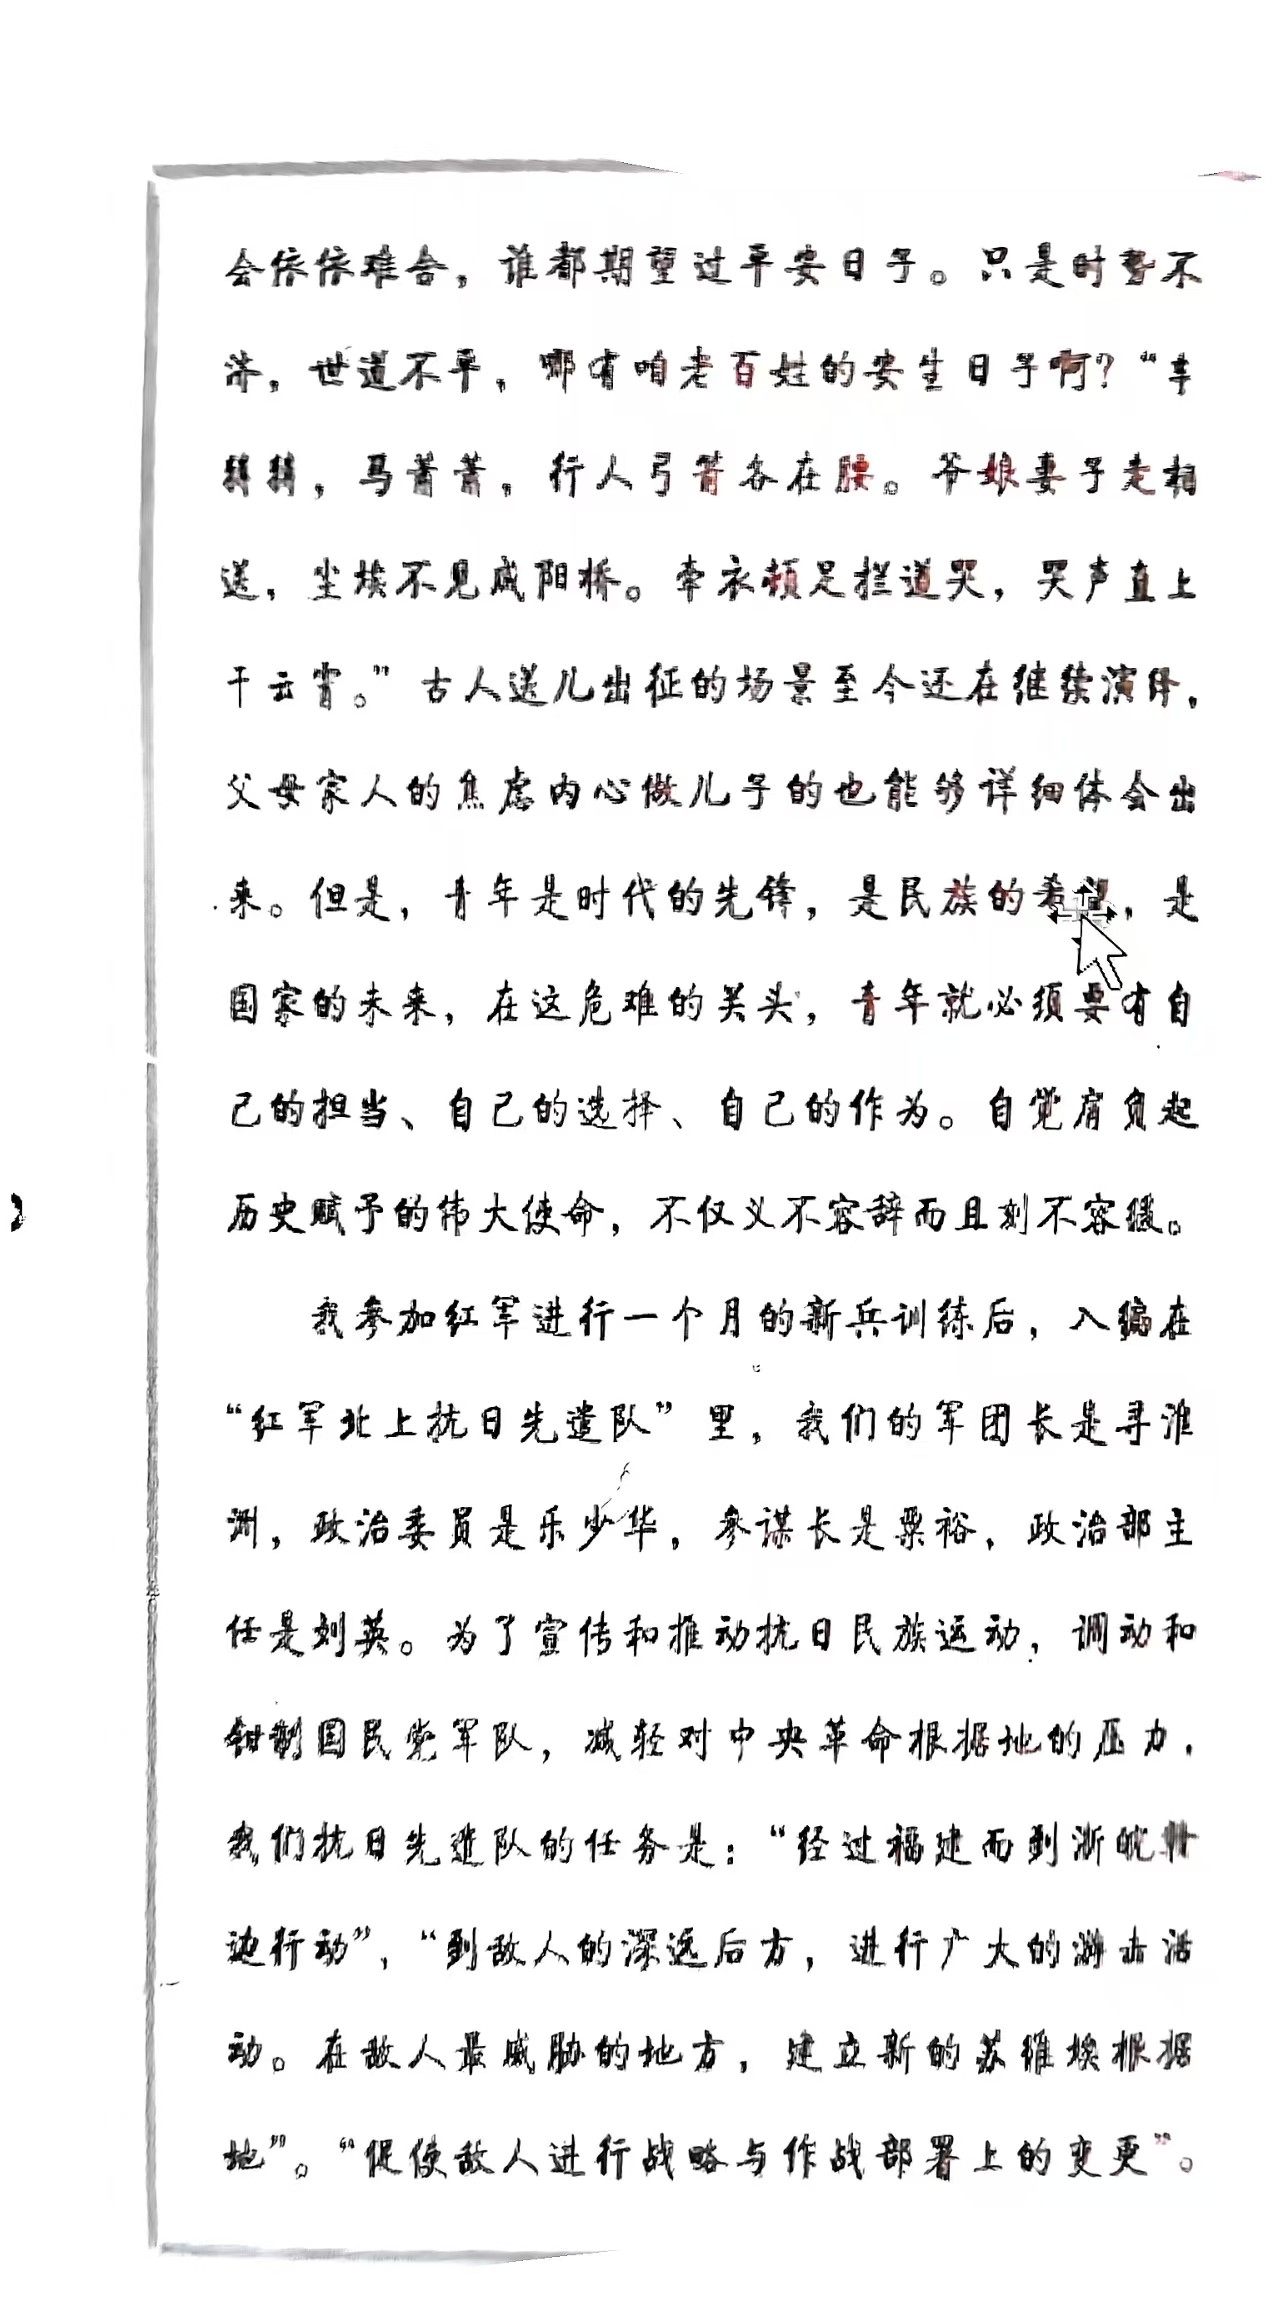 会依依难舍，谁都期望过平安日子。只是时势不
济，世道不平，哪有咱老百姓的安生日子啊？“车
辚辚，马萧萧，行人弓箭各在腰。爷娘妻子走相
送，尘埃不见咸阳桥。牵衣顿足拦道哭，哭声直上
干云霄。”古人送儿出征的场景至今还在继续演绎，
父母家人的焦虑内心做儿子的也能够详细体会出
来。但是，青年是时代的先锋，是民族的希望，是
国家的未来，在这危难的关头，青年就必须要有自
己的担当、自己的选择、自己的作为。自觉肩负起
历史赋予的伟大使命，不仅义不容辞而且刻不容缓。
我参加红军进行一个月的新兵训练后，入编在
“红军北上抗日先遣队”里，我们的军团长是寻淮
洲，政治委员是乐少华，参谋长是粟裕，政治部主
任是刘英。为了宣传和推动抗日民族运动，调动和
钳制国民党军队，减轻对中央革命根据地的压力，
我们抗日先遣队的任务是：“经过福建而到浙皖
边行动”，“到敌人的深远后方，进行广大的游击活
动。在敌人最威胁的地方，建立新的苏维埃根据
地”。“促使敌人进行战略与作战部署上的变更”。